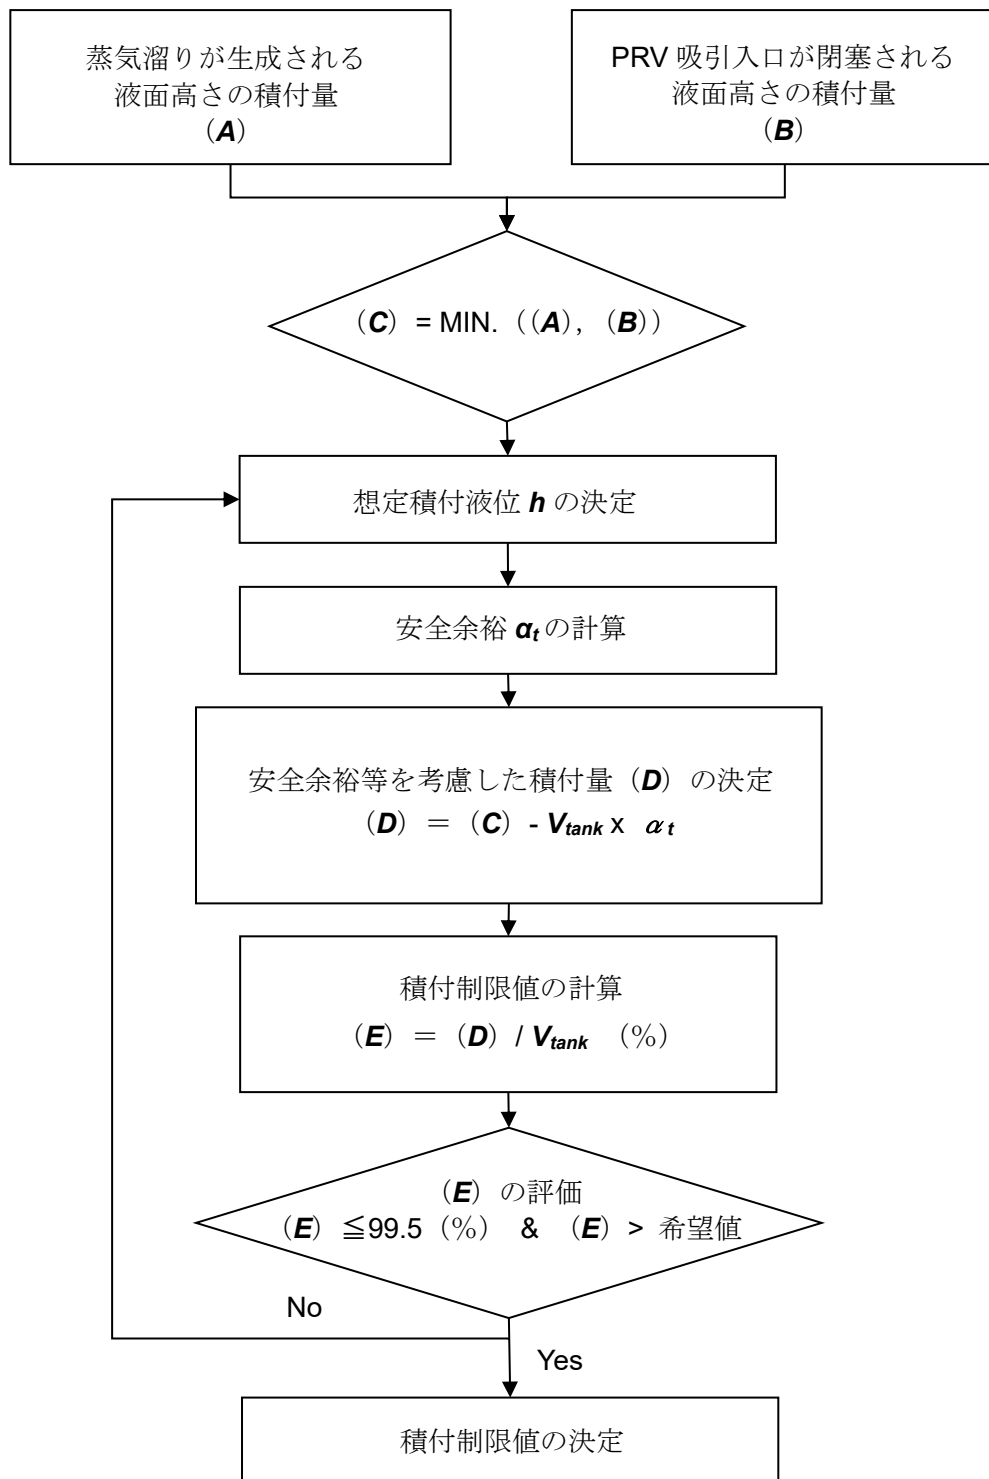 蒸気溜りが生成される
液面高さの積付量
（A）
PRV 吸引入口が閉塞される
液面高さの積付量
（B）
（C）= MIN.（(A)，（B））
想定積付液位 h の決定
安全余裕 αt の計算
安全余裕等を考慮した積付量（D）の決定
（D）＝（C）- Vtank x αt
積付制限値の計算
（E）＝（D）/ Vtank （%）
（E）の評価
（E）≦99.5（%） & （E）> 希望値
No
Yes
積付制限値の決定